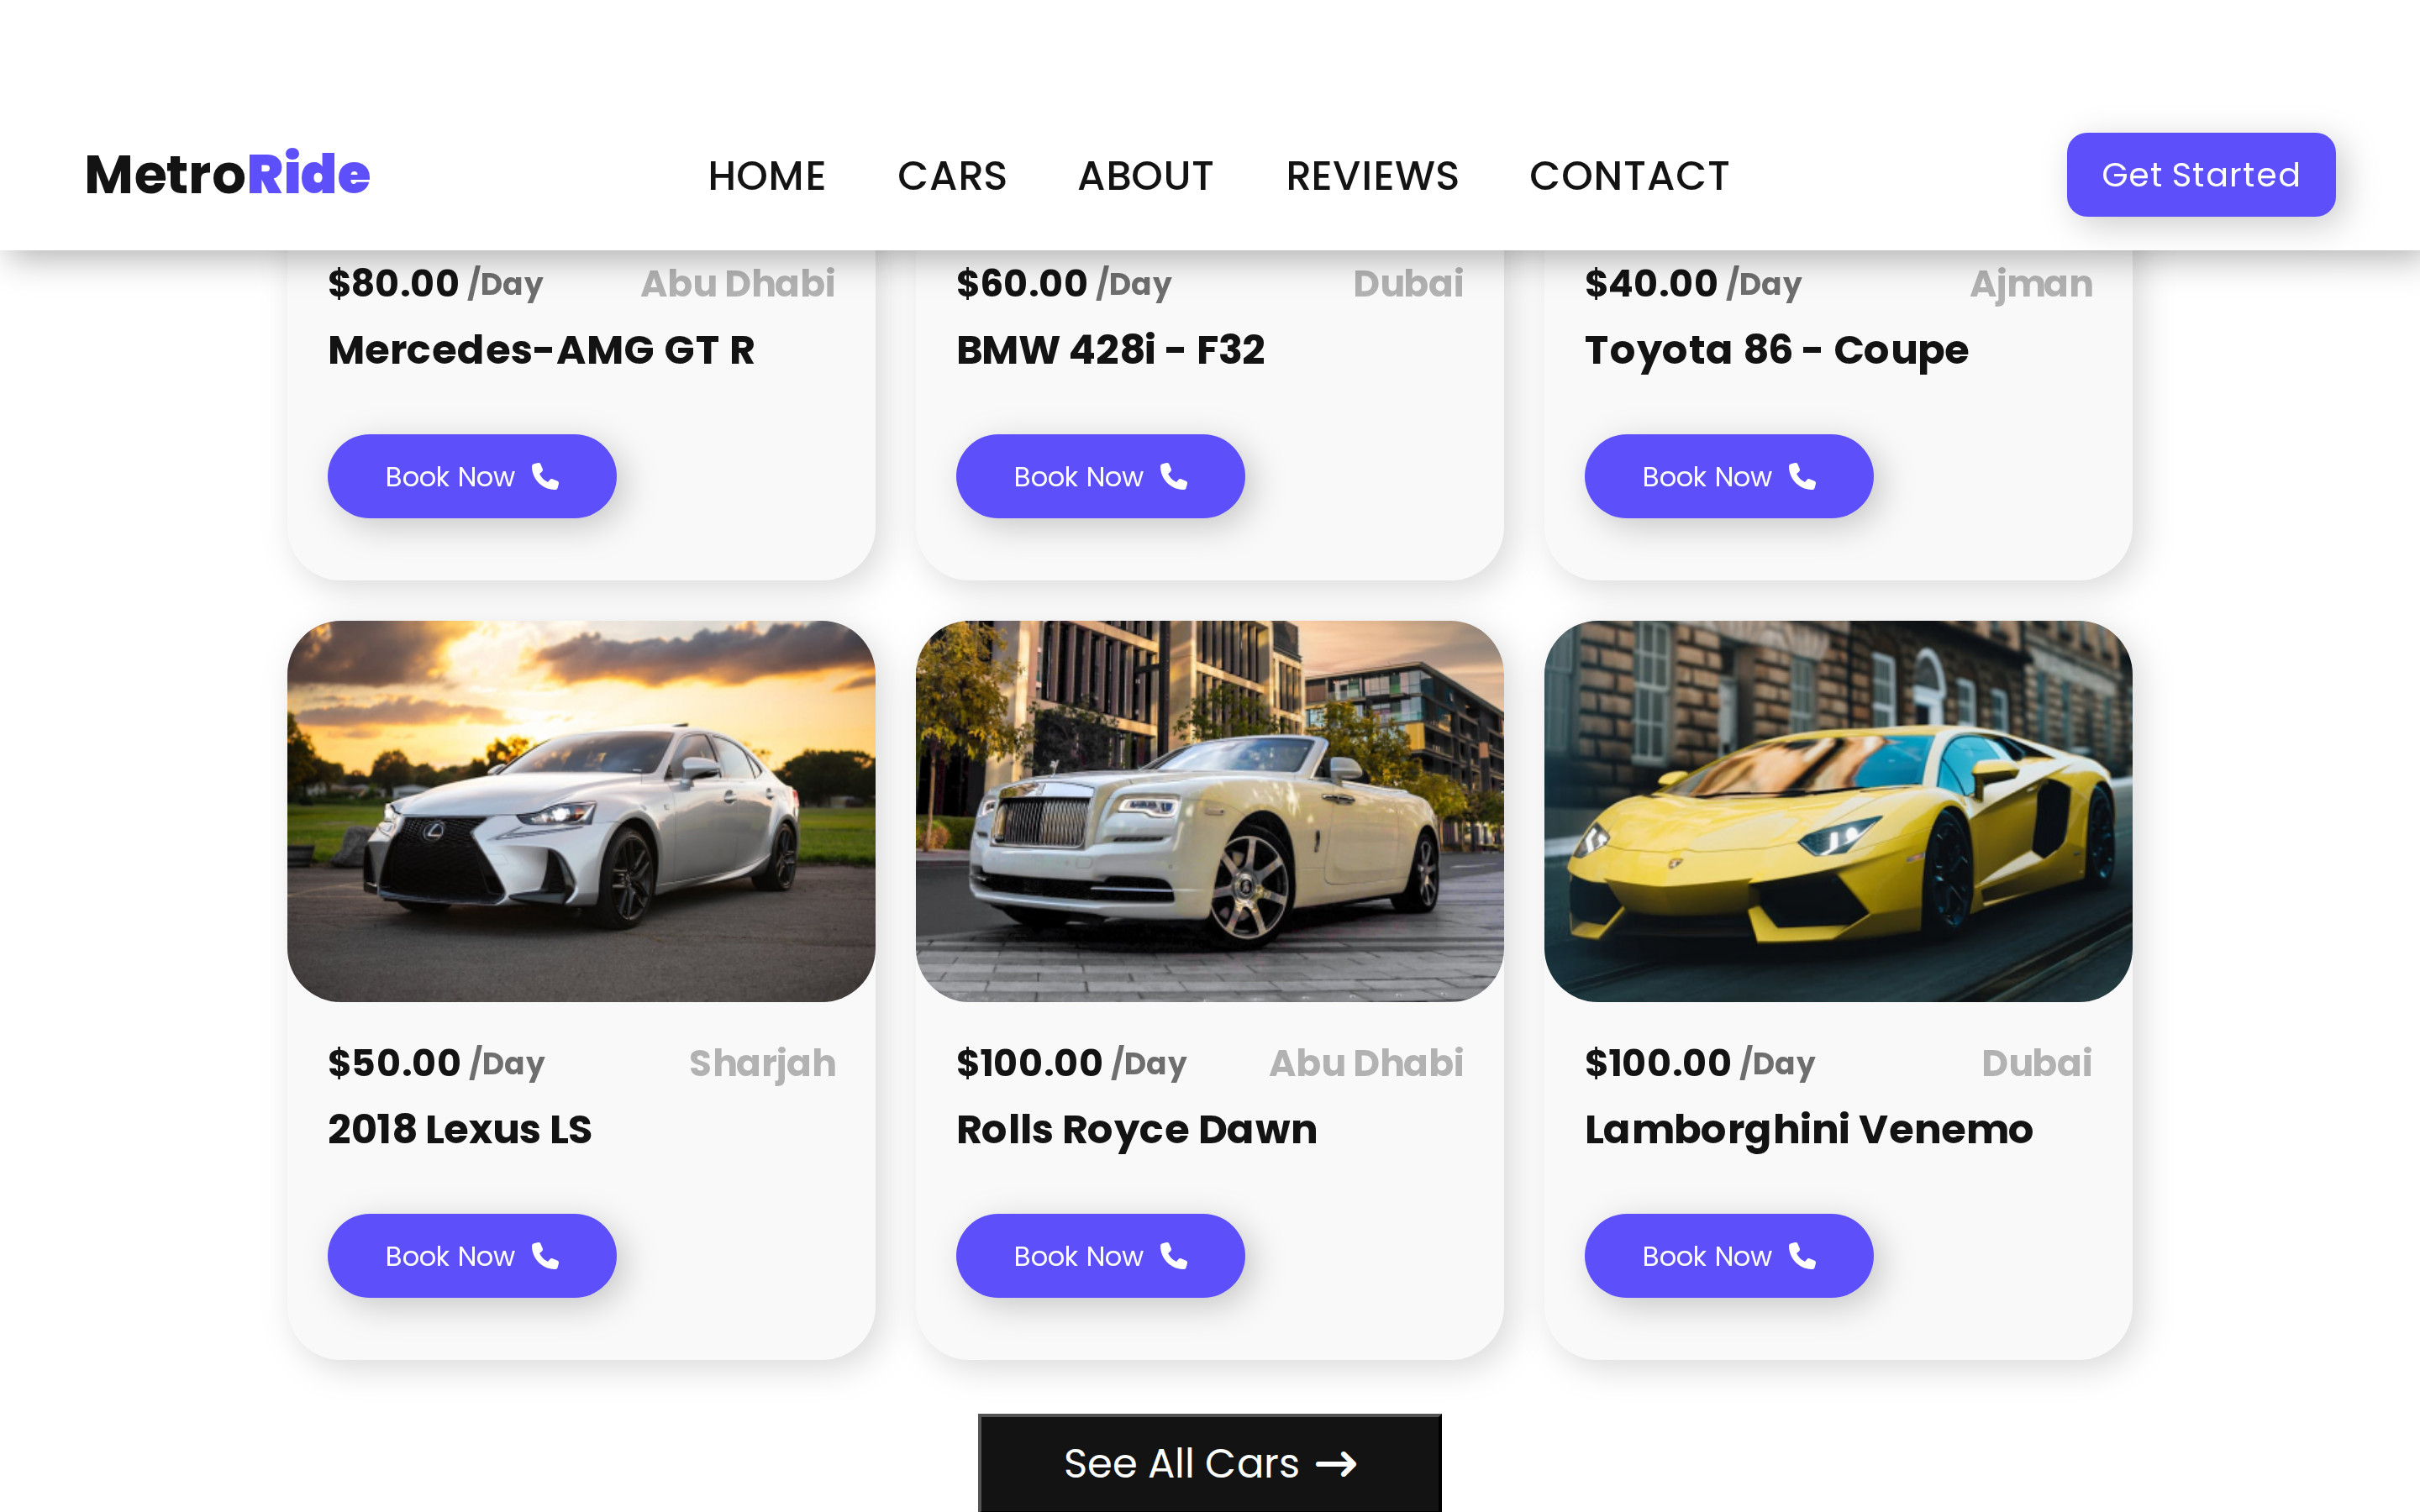 MetroRide HOME CARS ABOUT REVIEWS CONTACT Get Started
$80.00 /Day Abu Dhabi
Mercedes-AMG GT R
Book Now
$60.00 /Day Dubai
BMW 428i - F32
Book Now
$40.00 /Day Ajman
Toyota 86 - Coupe
Book Now
$50.00 /Day Sharjah
2018 Lexus LS
Book Now
$100.00 /Day Abu Dhabi
Rolls Royce Dawn
Book Now
$100.00 /Day Dubai
Lamborghini Venemo
Book Now
See All Cars